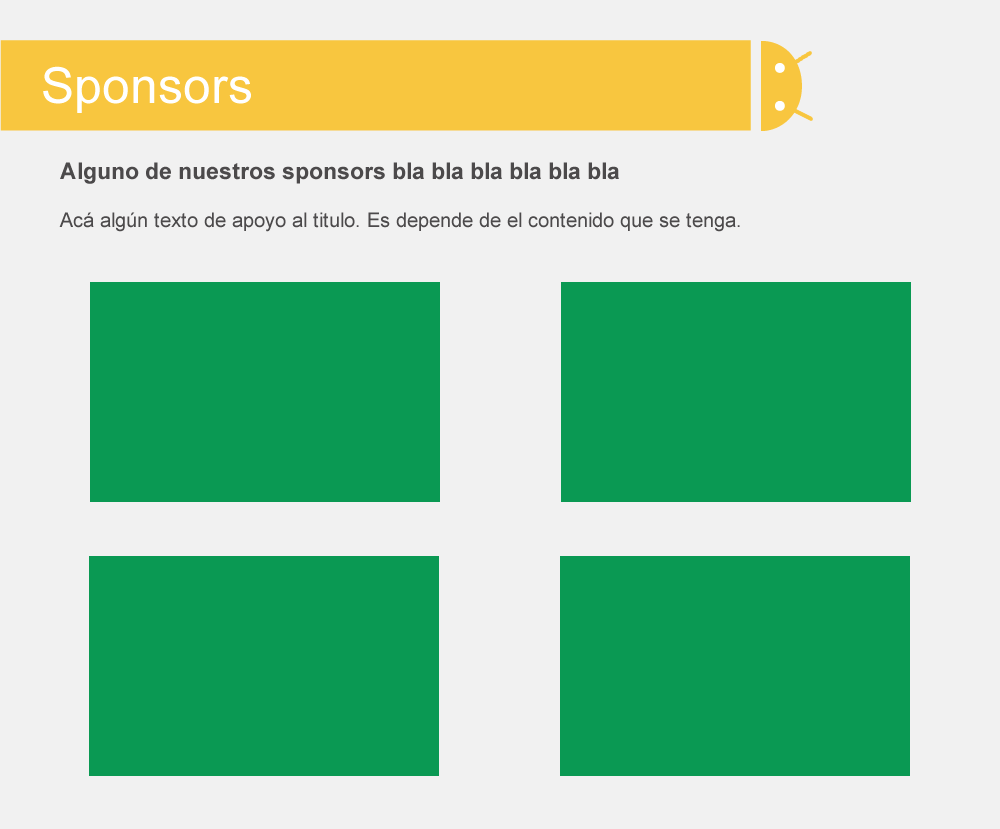 Sponsors
Alguno de nuestros sponsors bla bla bla bla bla bla
Acá algún texto de apoyo al titulo. Es depende de el contenido que se tenga.